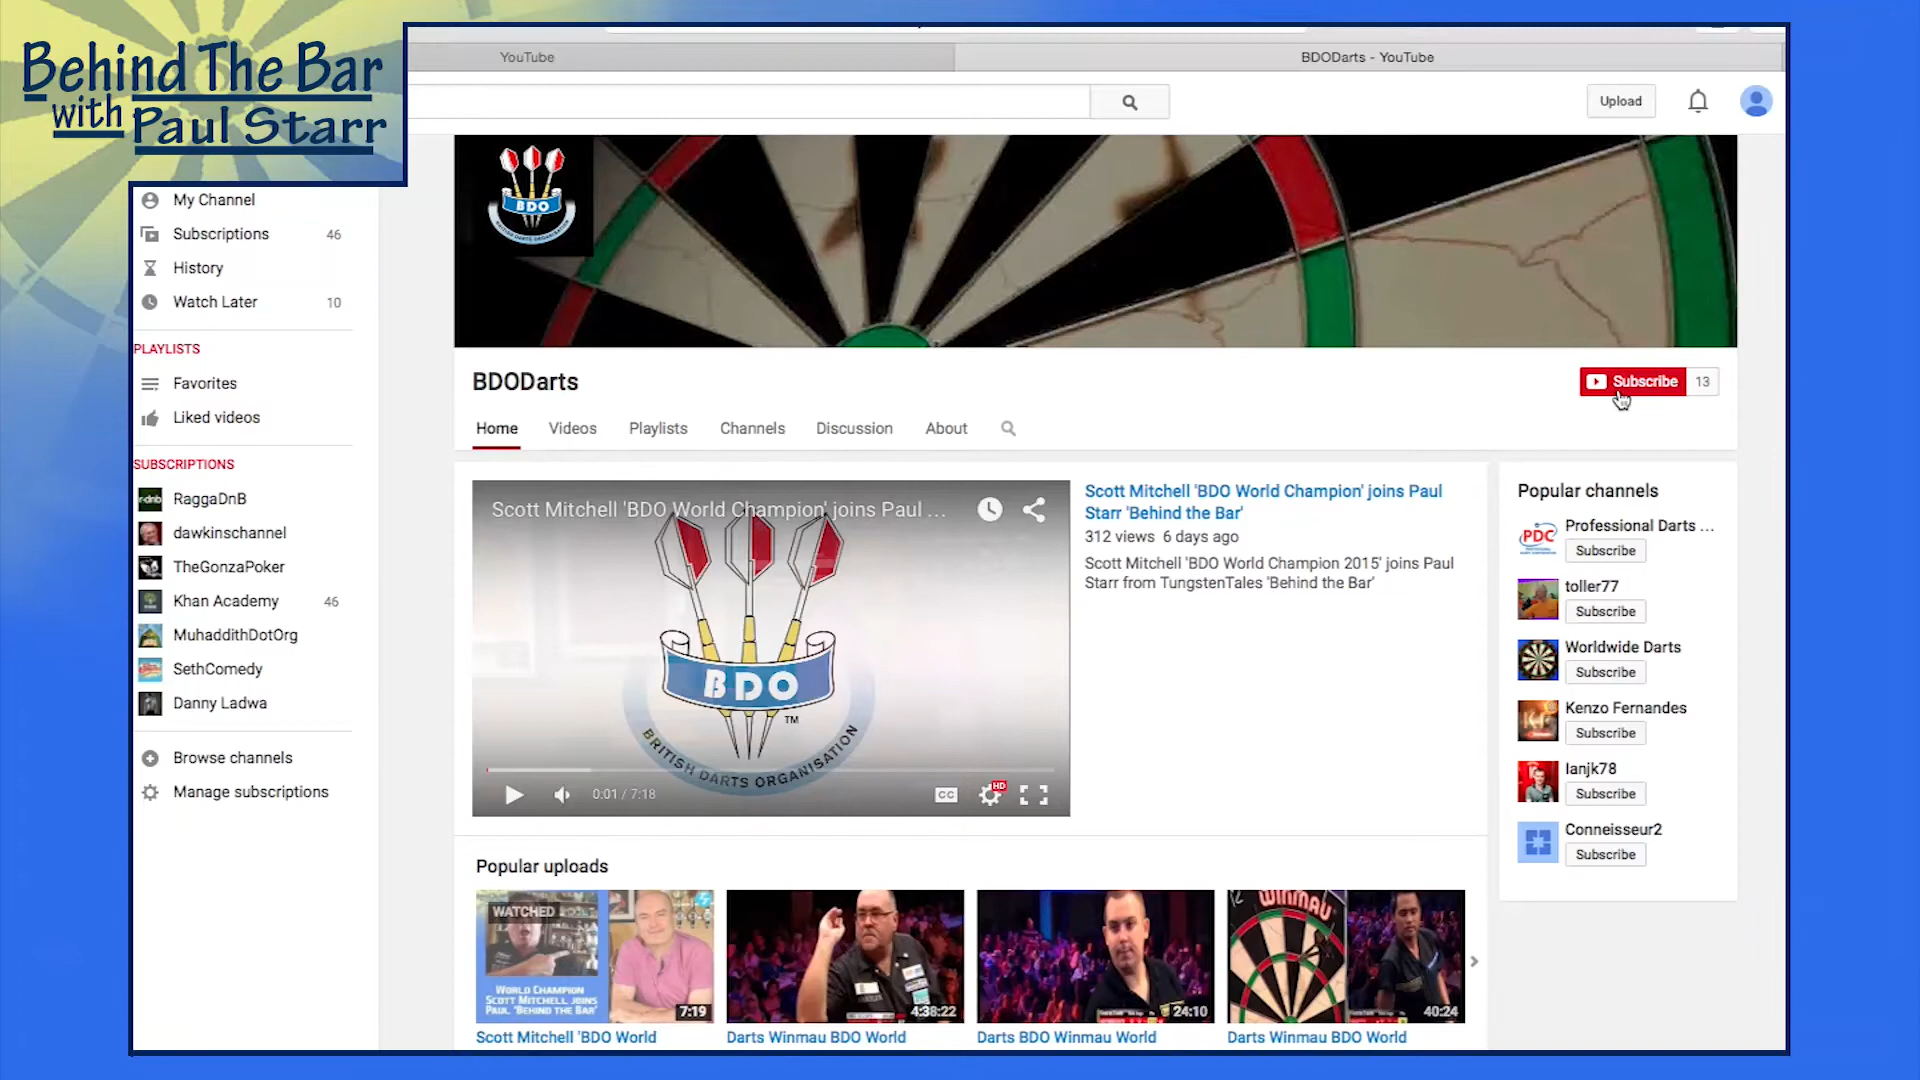 Behind The Bar
with Paul Starr
YouTube
BDODarts - YouTube
Upload
BDO
BRITISH DARTS ORGANISATION
My Channel
Subscriptions 46
History
Watch Later 10
PLAYLISTS
Favorites
Liked videos
SUBSCRIPTIONS
RaggaDnB
dawkinschannel
TheGonzaPoker
Khan Academy 46
MuhaddithDotOrg
SethComedy
Danny Ladwa
Browse channels
Manage subscriptions
BDODarts
Subscribe 13
Home Videos Playlists Channels Discussion About
Scott Mitchell 'BDO World Champion' joins Paul ...
BDO
TM
BRITISH DARTS ORGANISATION
0:01 / 7:18
CC
HD
Scott Mitchell 'BDO World Champion' joins Paul
Starr 'Behind the Bar'
312 views 6 days ago
Scott Mitchell 'BDO World Champion 2015' joins Paul
Starr from TungstenTales 'Behind the Bar'
Popular channels
PDC
Professional Darts ...
Subscribe
toller77
Subscribe
Worldwide Darts
Subscribe
Kenzo Fernandes
Subscribe
Ianjk78
Subscribe
Conneisseur2
Subscribe
Popular uploads
WATCHED
WORLD CHAMPION
SCOTT MITCHELL JOINS
PAUL 'BEHIND THE BAR'
7:19
4:38:22
24:10
WINMAU
40:24
Scott Mitchell 'BDO World
Darts Winmau BDO World
Darts BDO Winmau World
Darts Winmau BDO World